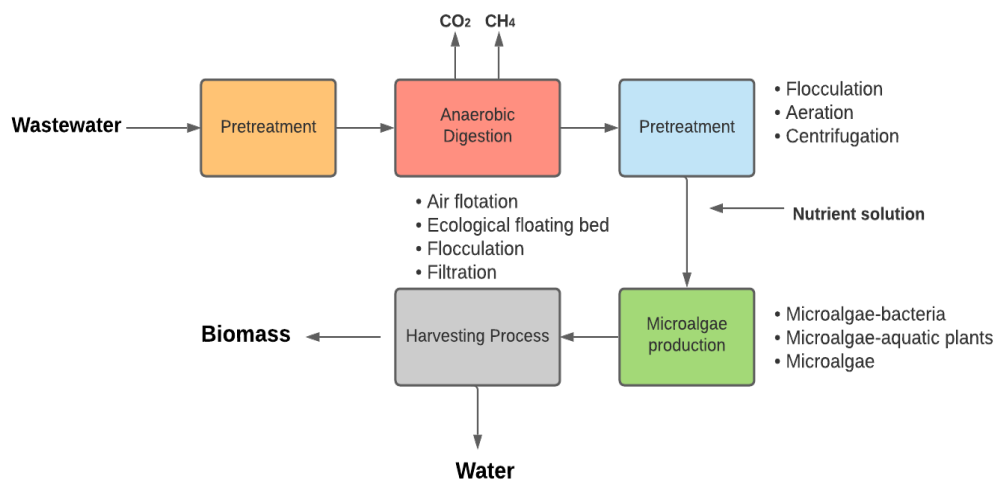 CO₂ CH₄
Wastewater
Pretreatment
Anaerobic
Digestion
Pretreatment
• Flocculation
• Aeration
• Centrifugation
• Air flotation
• Ecological floating bed
• Flocculation
• Filtration
Nutrient solution
Biomass
Harvesting Process
Microalgae
production
• Microalgae-bacteria
• Microalgae-aquatic plants
• Microalgae
Water